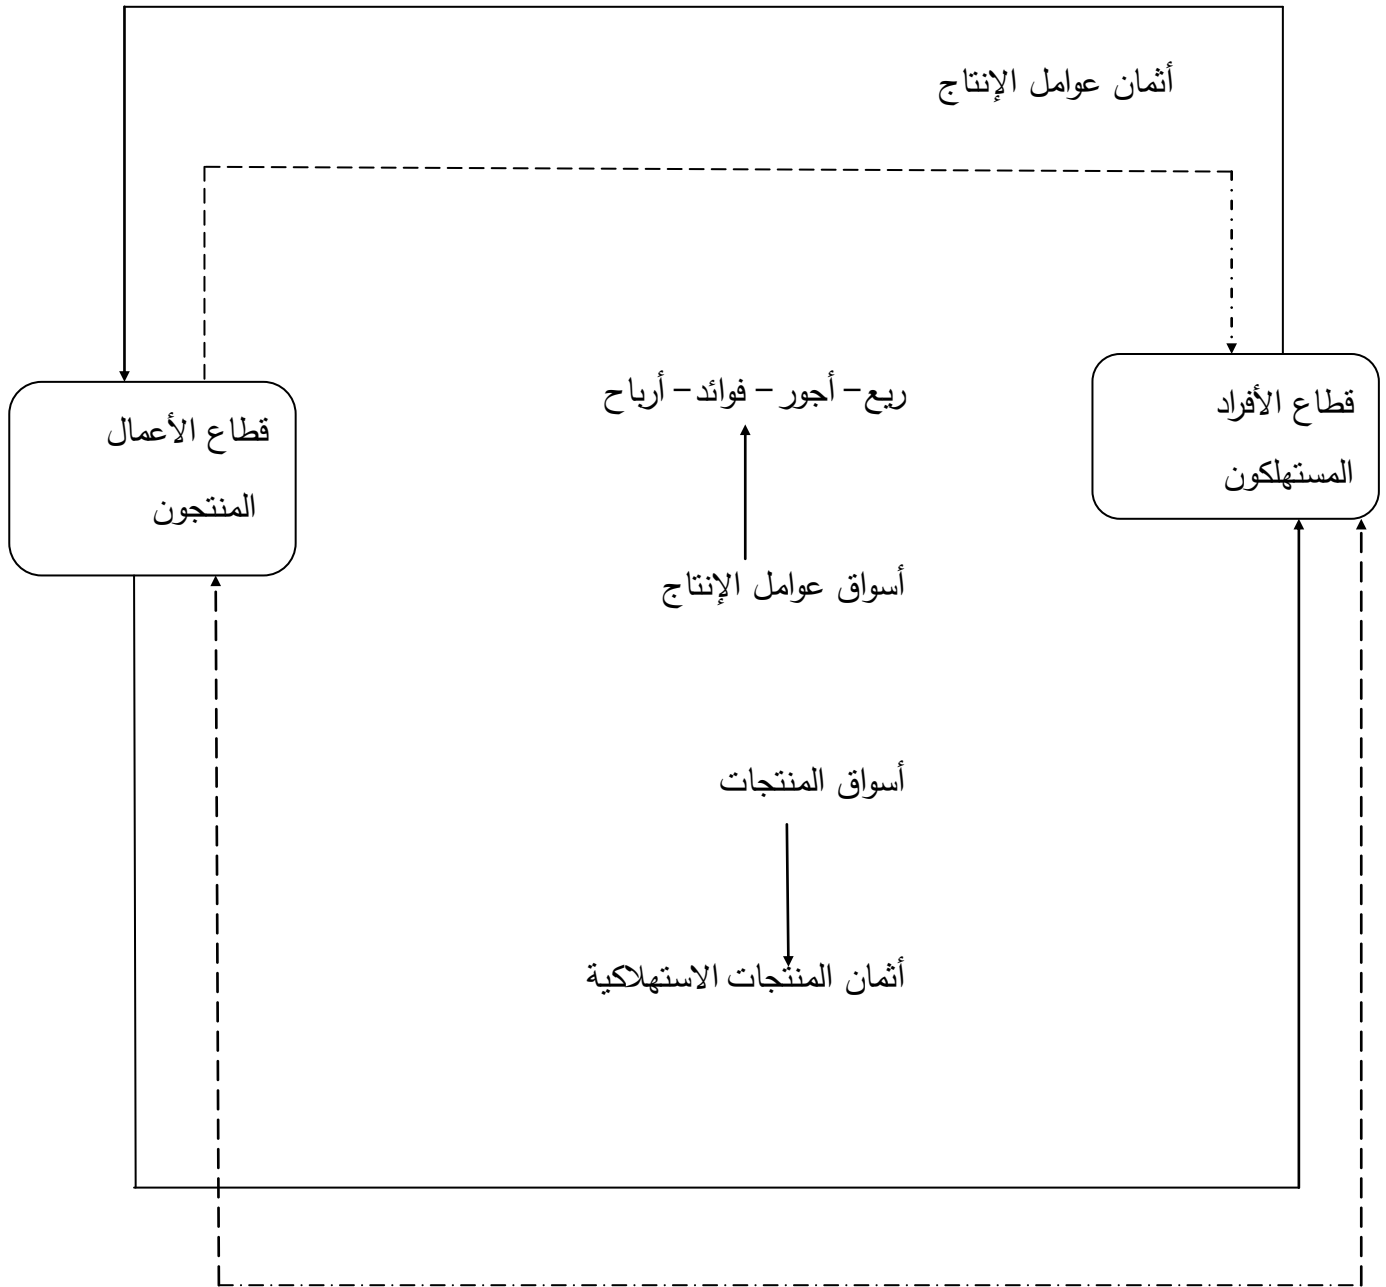 أثمان عوامل الإنتاج
قطاع الأفراد
المستهلكون
ريع – أجور – فوائد – أرباح
قطاع الأعمال
المنتجون
أسواق عوامل الإنتاج
أسواق المنتجات
أثمان المنتجات الاستهلاكية